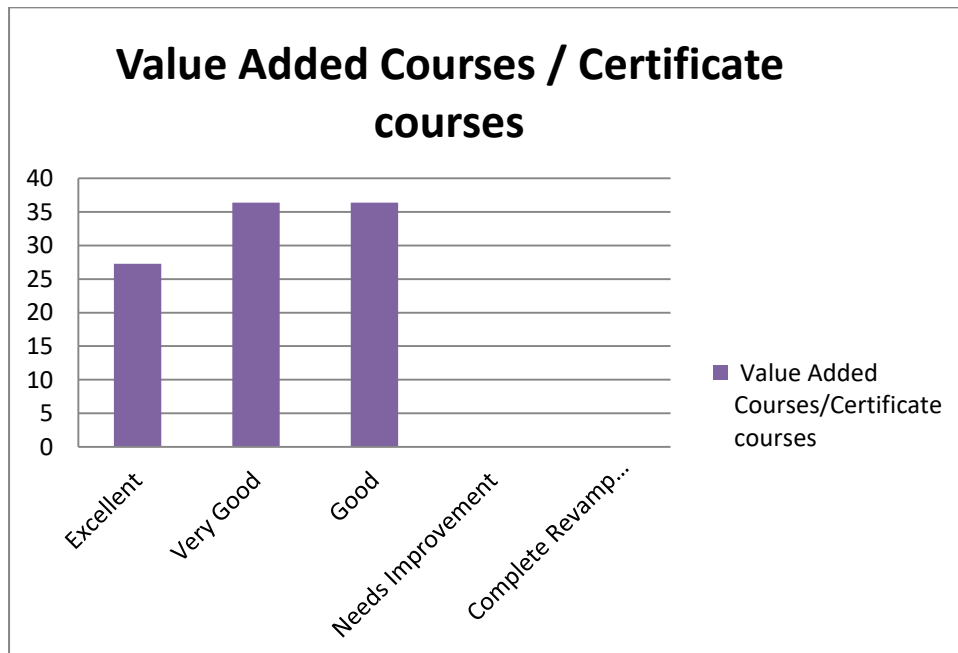 Value Added Courses / Certificate
courses
40
35
30
25
20
15
10
5
0
Excellent
Very Good
Good
Needs Improvement
Complete Revamp...
Value Added
Courses/Certificate
courses